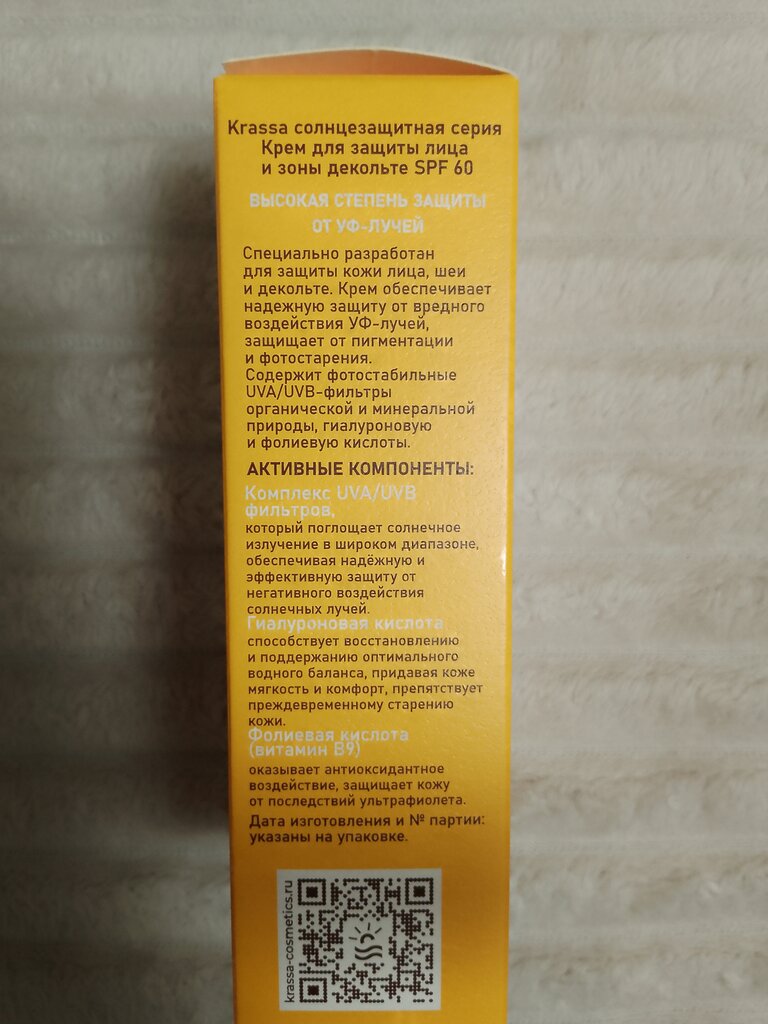 Krassa солнцезащитная серия
Крем для защиты лица
и зоны декольте SPF 60
ВЫСОКАЯ СТЕПЕНЬ ЗАЩИТЫ
ОТ УФ-ЛУЧЕЙ
Специально разработан
для защиты кожи лица, шеи
и декольте. Крем обеспечивает
надежную защиту от вредного
воздействия УФ-лучей,
защищает от пигментации
и фотостарения.
Содержит фотостабильные
UVA/UVB-фильтры
органической и минеральной
природы, гиалуроновую
и фолиевую кислоты.
АКТИВНЫЕ КОМПОНЕНТЫ:
Комплекс UVA/UVB
фильтров,
который поглощает солнечное
излучение в широком диапазоне,
обеспечивая надёжную и
эффективную защиту от
негативного воздействия
солнечных лучей.
Гиалуроновая кислота
способствует восстановлению
и поддержанию оптимального
водного баланса, придавая коже
мягкость и комфорт, препятствует
преждевременному старению
кожи.
Фолиевая кислота
(витамин B9)
оказывает антиоксидантное
воздействие, защищает кожу
от последствий ультрафиолета.
Дата изготовления и № партии:
указаны на упаковке.
krassa-cosmetics.ru